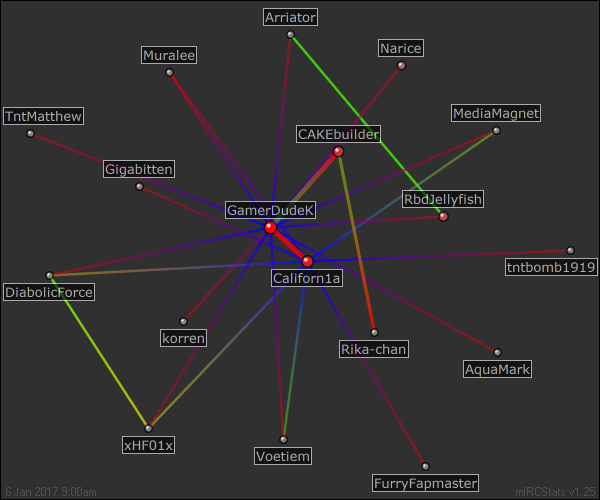 Arriator
Muralee
Narice
TntMatthew
MediaMagnet
CAKEbuilder
Gigabitten
RbdJellyfish
GamerDudeK
tntbomb1919
Californ1a
DiabolicForce
korren
Rika-chan
AquaMark
xHF01x
Voetiem
FurryFapmaster
6 Jan 2017 9:00am
mIRCStats v1.25